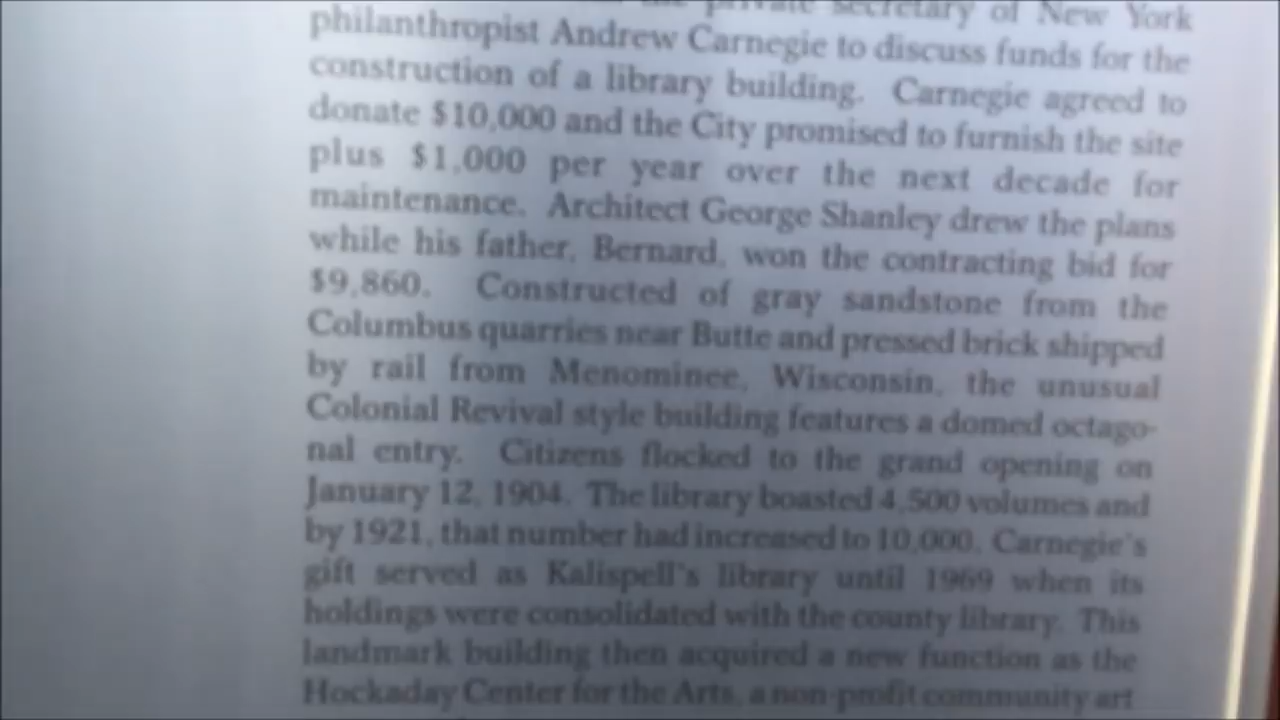 private secretary of New York
philanthropist Andrew Carnegie to discuss funds for the
construction of a library building. Carnegie agreed to
donate $10,000 and the City promised to furnish the site
plus $1,000 per year over the next decade for
maintenance. Architect George Shanley drew the plans
while his father, Bernard, won the contracting bid for
$9,860. Constructed of gray sandstone from the
Columbus quarries near Butte and pressed brick shipped
by rail from Menominee, Wisconsin, the unusual
Colonial Revival style building features a domed octago-
nal entry. Citizens flocked to the grand opening on
January 12, 1904. The library boasted 4,500 volumes and
by 1921, that number had increased to 10,000. Carnegie's
gift served as Kalispell's library until 1969 when its
holdings were consolidated with the county library. This
landmark building then acquired a new function as the
Hockaday Center for the Arts, a non-profit community art